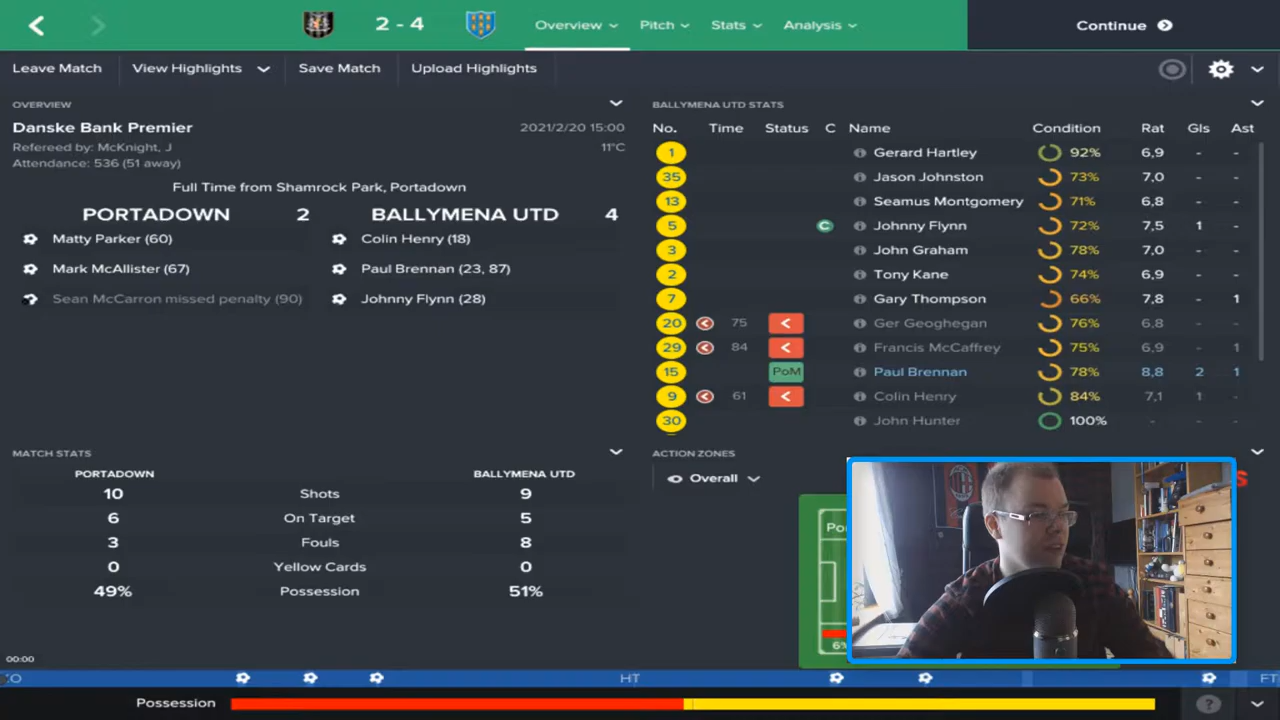 2 - 4
Overview
Pitch
Stats
Analysis
Continue
Leave Match
View Highlights
Save Match
Upload Highlights
OVERVIEW
Danske Bank Premier
2021/2/20 15:00
Refereed by: McKnight, J
11°C
Attendance: 536 (51 away)
Full Time from Shamrock Park, Portadown
PORTADOWN 2 BALLYMENA UTD 4
Matty Parker (60)
Colin Henry (18)
Mark McAllister (67)
Paul Brennan (23, 87)
Sean McCarron missed penalty (90)
Johnny Flynn (28)
BALLYMENA UTD STATS
No. Time Status C Name Condition Rat Gls Ast
1 Gerard Hartley 92% 6,9 - -
35 Jason Johnston 73% 7,0 - -
13 Seamus Montgomery 71% 6,8 - -
5 C Johnny Flynn 72% 7,5 1 -
3 John Graham 78% 7,0 - -
2 Tony Kane 74% 6,9 - -
7 Gary Thompson 66% 7,8 - 1
20 75 Ger Geoghegan 76% 6,8 - -
29 84 Francis McCaffrey 75% 6,9 - 1
15 PoM Paul Brennan 78% 8,8 2 1
9 61 Colin Henry 84% 7,1 1 -
30 John Hunter 100% - - -
MATCH STATS
PORTADOWN BALLYMENA UTD
10 Shots 9
6 On Target 5
3 Fouls 8
0 Yellow Cards 0
49% Possession 51%
ACTION ZONES
Overall
Po
6%
00:00
HT
FT
Possession
?